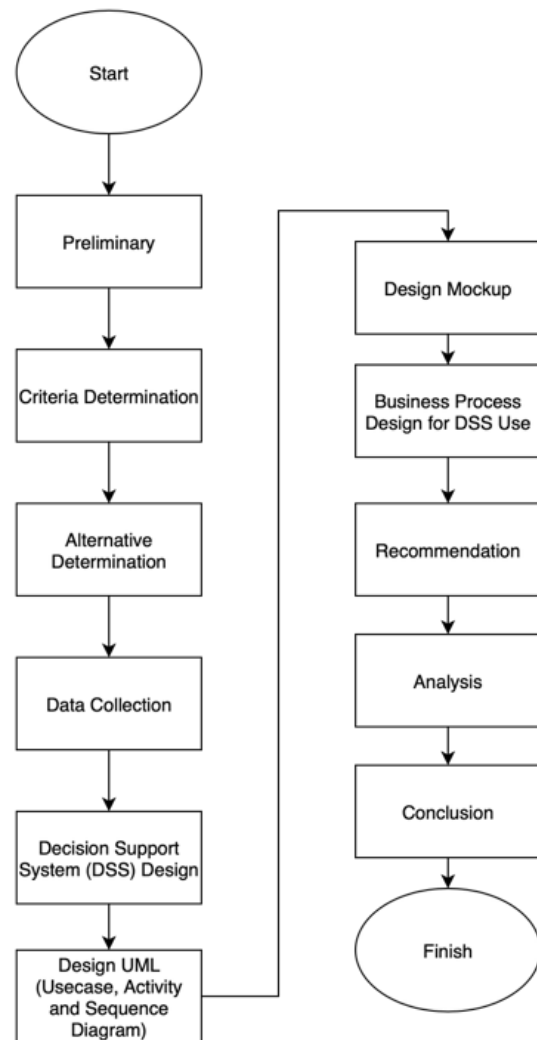 Start
Preliminary
Criteria Determination
Alternative
Determination
Data Collection
Decision Support
System (DSS) Design
Design UML
(Usecase, Activity
and Sequence
Diagram)
Design Mockup
Business Process
Design for DSS Use
Recommendation
Analysis
Conclusion
Finish